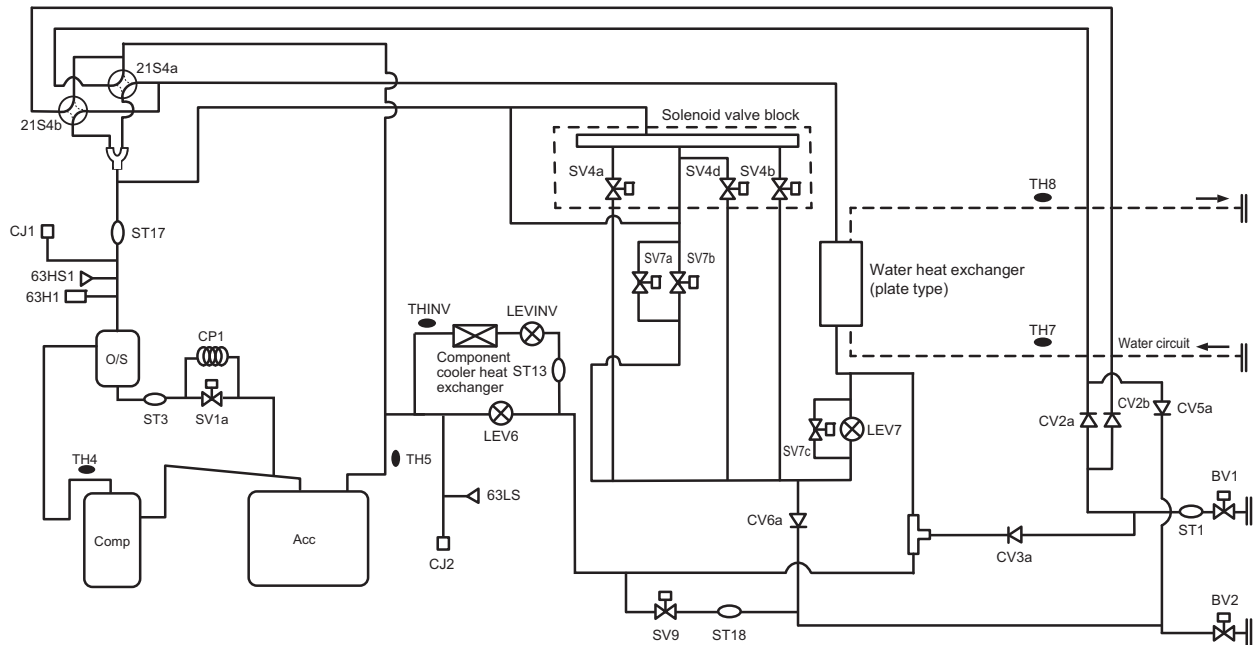 21S4a
21S4b
Solenoid valve block
SV4a
SV4d
SV4b
TH8
CJ1
ST17
63HS1
63H1
SV7a
SV7b
Water heat exchanger
(plate type)
THINV
LEVINV
CP1
O/S
Component
cooler heat
exchanger
ST13
TH7
Water circuit
ST3
SV1a
LEV6
SV7c
LEV7
CV2a
CV2b
CV5a
TH4
TH5
63LS
BV1
Comp
Acc
CV6a
ST1
CJ2
CV3a
BV2
SV9
ST18